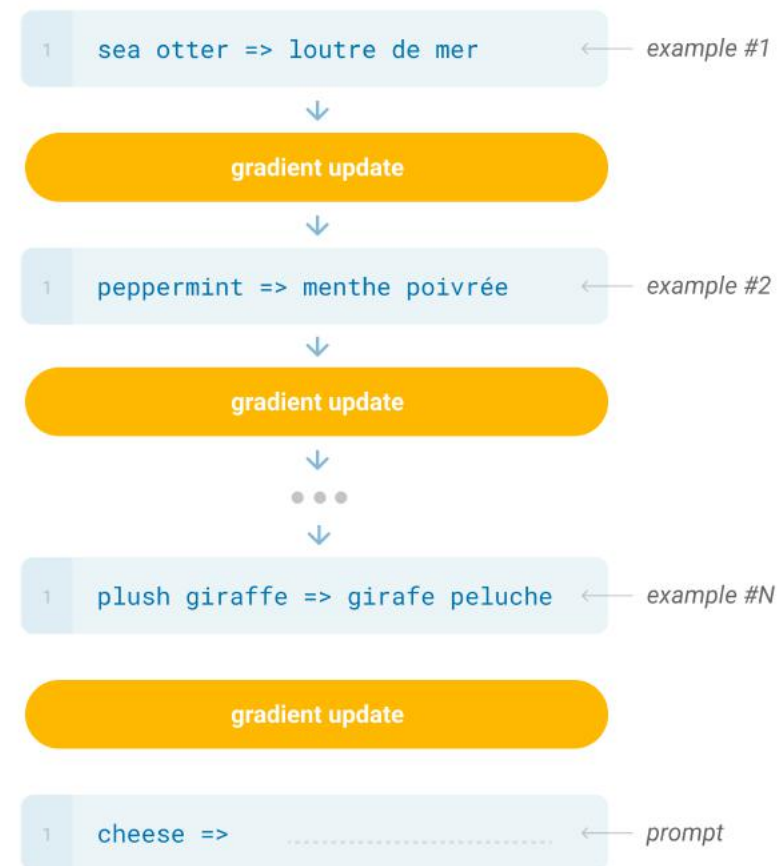 1 sea otter => loutre de mer example #1
gradient update
1 peppermint => menthe poivrée example #2
gradient update
1 plush giraffe => girafe peluche example #N
gradient update
1 cheese => prompt